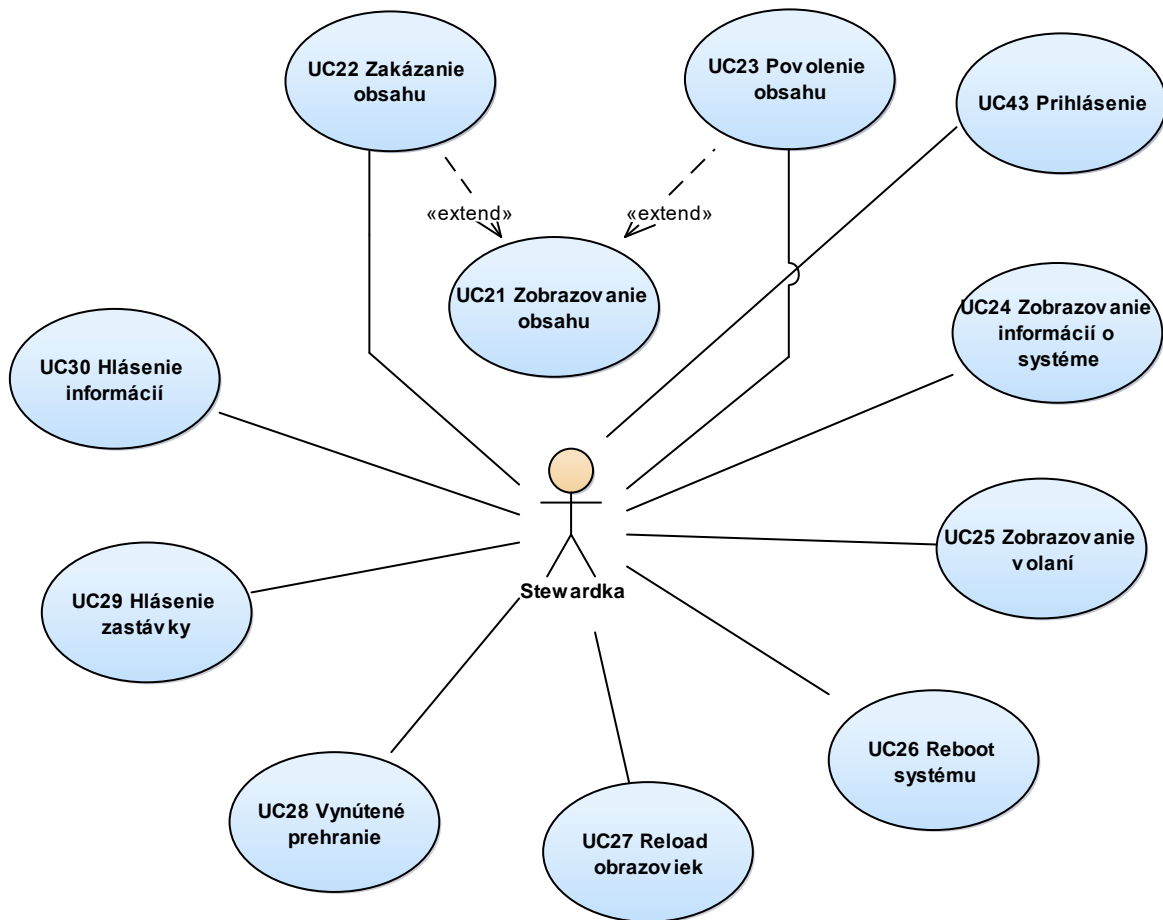 UC22 Zakázanie
obsahu
UC23 Povolenie
obsahu
UC43 Prihlásenie
«extend»
«extend»
UC21 Zobrazovanie
obsahu
UC24 Zobrazovanie
informácií o
systéme
UC30 Hlásenie
informácií
UC25 Zobrazovanie
volaní
UC29 Hlásenie
zastávky
Stewardka
UC26 Reboot
systému
UC28 Vynútené
prehranie
UC27 Reload
obrazoviek